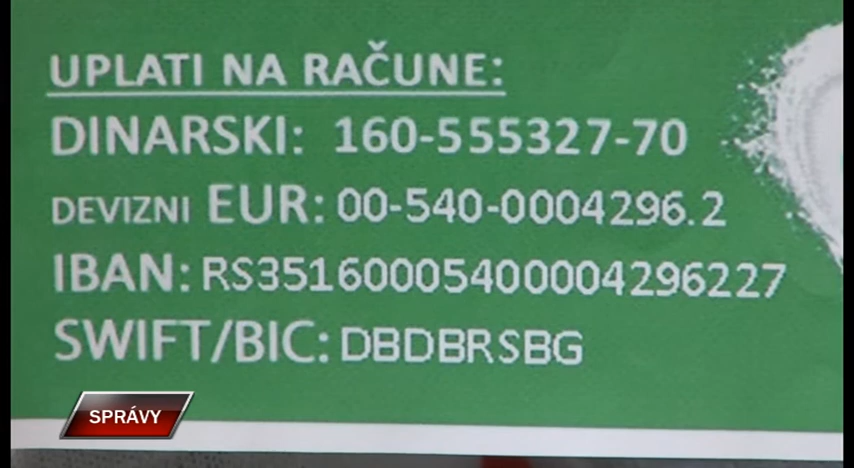 UPLATI NA RAČUNE:
DINARSKI: 160-555327-70
DEVIZNI EUR: 00-540-0004296.2
IBAN: RS35160005400004296227
SWIFT/BIC: DBDBRSBG
SPRÁVY